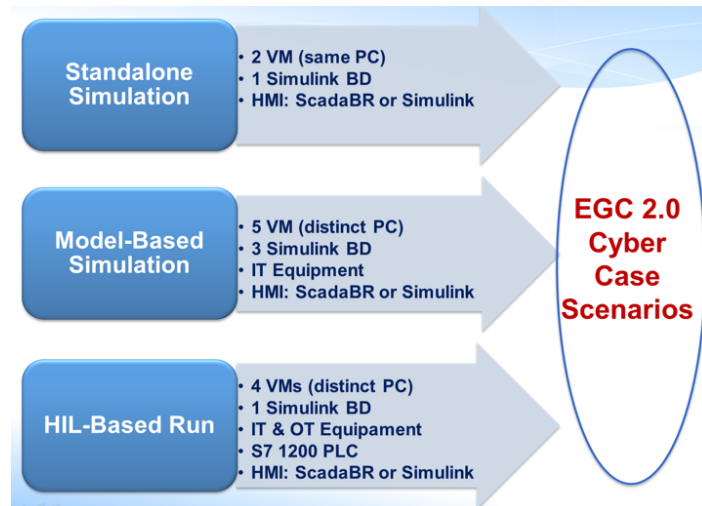 Standalone
Simulation
• 2 VM (same PC)
• 1 Simulink BD
• HMI: ScadaBR or Simulink
Model-Based
Simulation
• 5 VM (distinct PC)
• 3 Simulink BD
• IT Equipment
• HMI: ScadaBR or Simulink
HIL-Based Run
• 4 VMs (distinct PC)
• 1 Simulink BD
• IT & OT Equipament
• S7 1200 PLC
• HMI: ScadaBR or Simulink
EGC 2.0
Cyber
Case
Scenarios